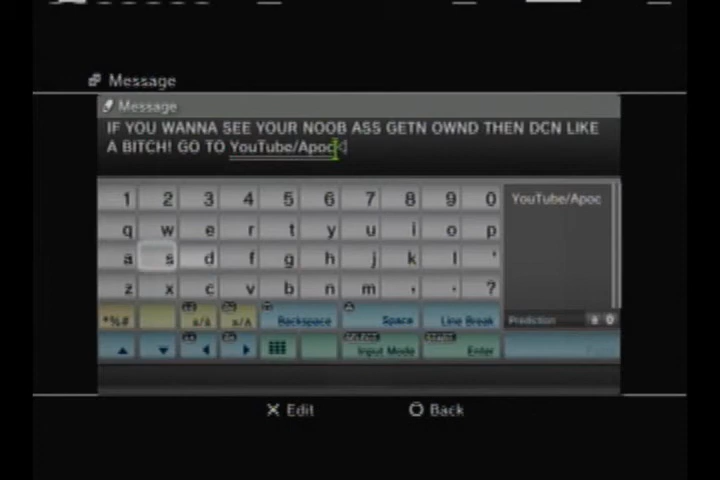 Message
Message
IF YOU WANNA SEE YOUR NOOB ASS GETN OWND THEN DCN LIKE
A BITCH! GO TO YouTube/Apoc
1 2 3 4 5 6 7 8 9 0
YouTube/Apoc
q w e r t y u i o p
a s d f g h j k l '
z x c v b n m , . ?
*%# a/á a/A Backspace Space Line Break
Prediction
SELECT START
Input Mode Enter
X Edit O Back